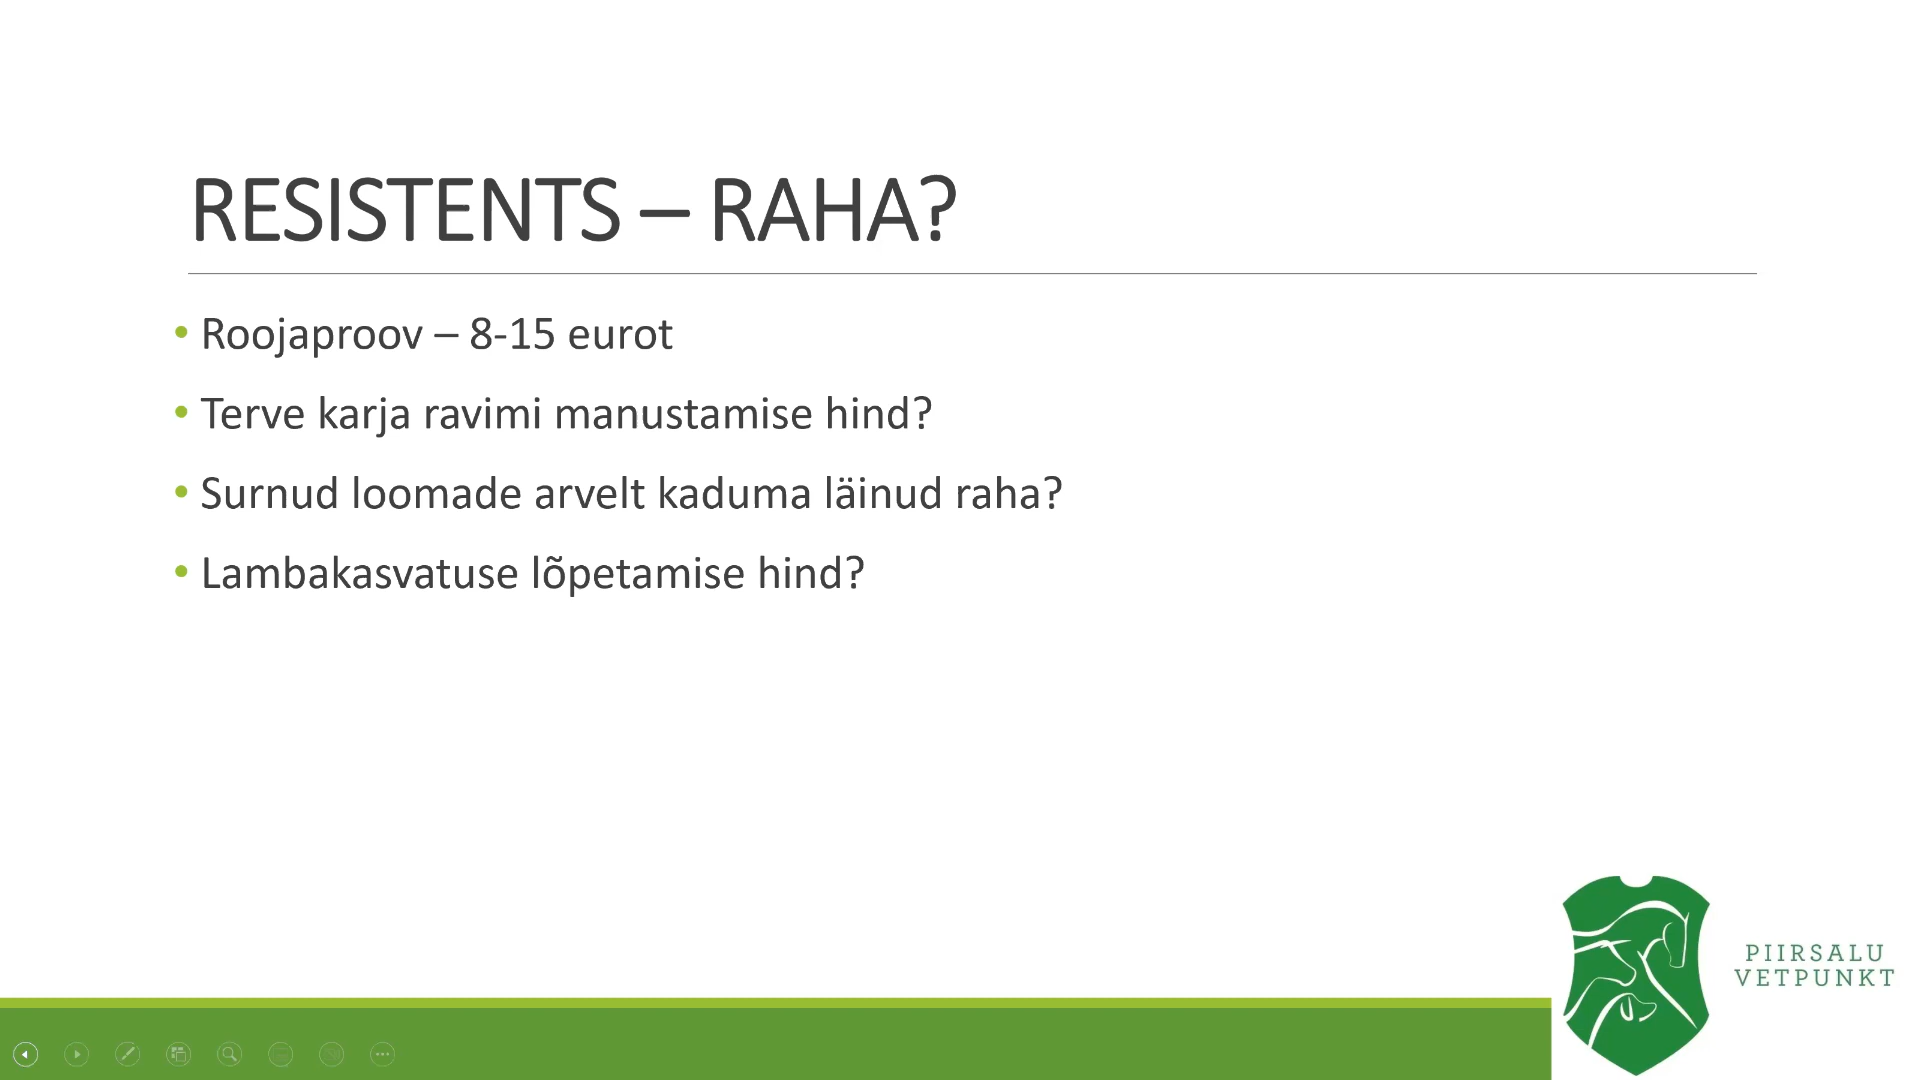 RESISTENTS – RAHA?
• Roojaproov – 8-15 eurot
• Terve karja ravimi manustamise hind?
• Surnud loomade arvelt kaduma läinud raha?
• Lambakasvatuse lõpetamise hind?
PIIRSALU
VETPUNKT